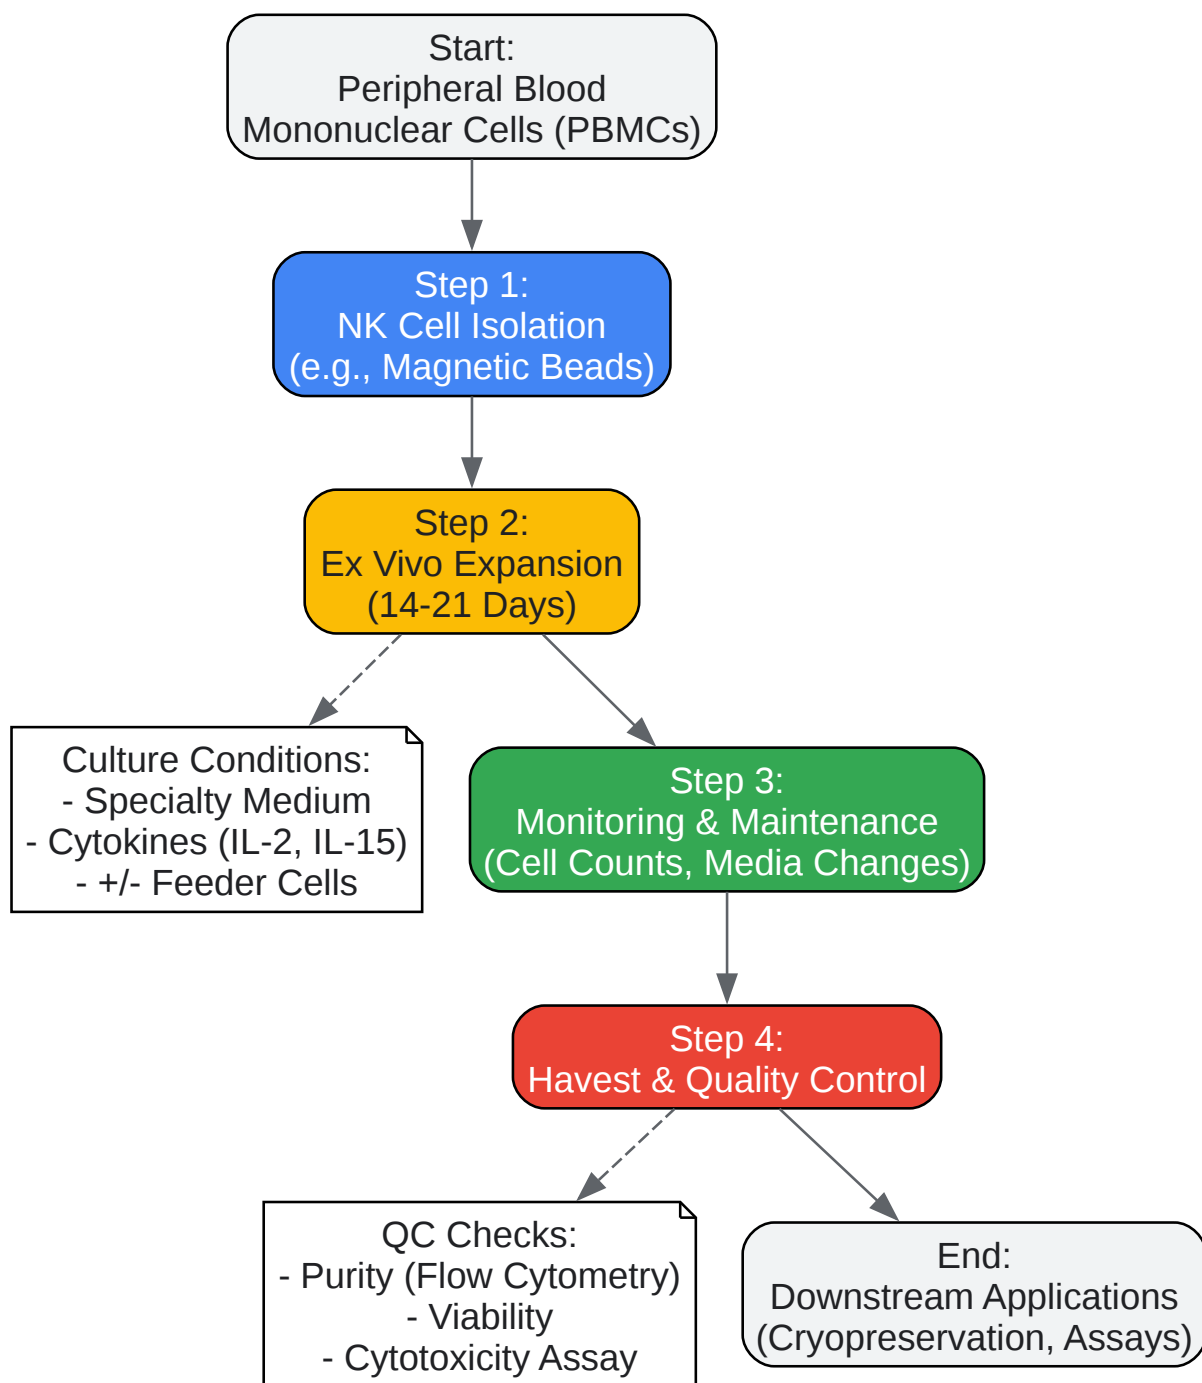 Start:
Peripheral Blood
Mononuclear Cells (PBMCs)
Step 1:
NK Cell Isolation
(e.g., Magnetic Beads)
Step 2:
Ex Vivo Expansion
(14-21 Days)
Culture Conditions:
- Specialty Medium
- Cytokines (IL-2, IL-15)
- +/- Feeder Cells
Step 3:
Monitoring & Maintenance
(Cell Counts, Media Changes)
Step 4:
Havest & Quality Control
QC Checks:
- Purity (Flow Cytometry)
- Viability
- Cytotoxicity Assay
End:
Downstream Applications
(Cryopreservation, Assays)